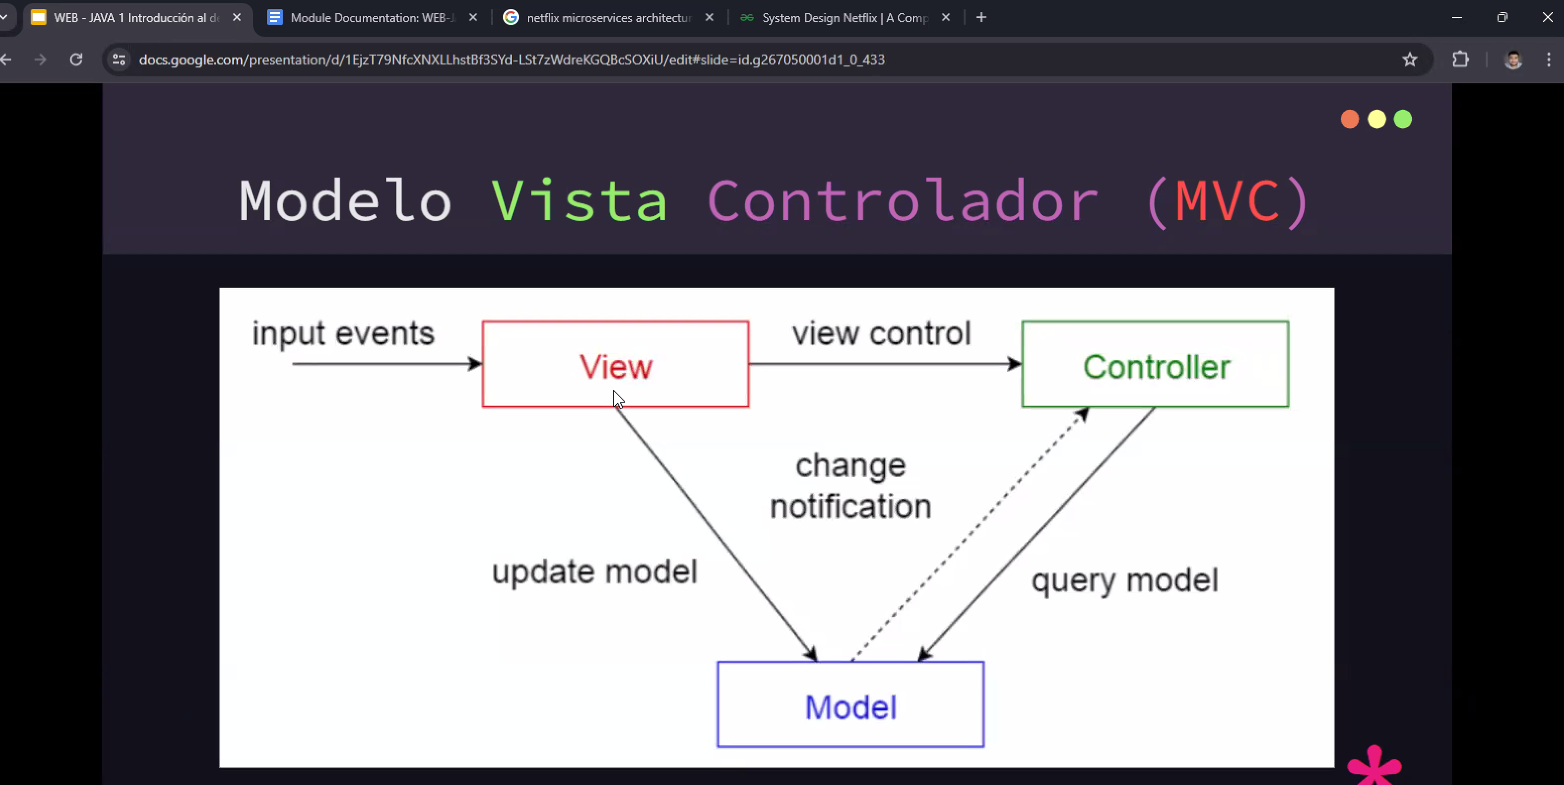 WEB - JAVA 1 Introducción al d
Module Documentation: WEB-J
netflix microservices architectur
System Design Netflix | A Comp
docs.google.com/presentation/d/1EjzT79NfcXNXLLhstBf3SYd-LSt7zWdreKGQBcSOXiU/edit#slide=id.g267050001d1_0_433
Modelo Vista Controlador (MVC)
input events
View
view control
Controller
change
notification
update model
query model
Model